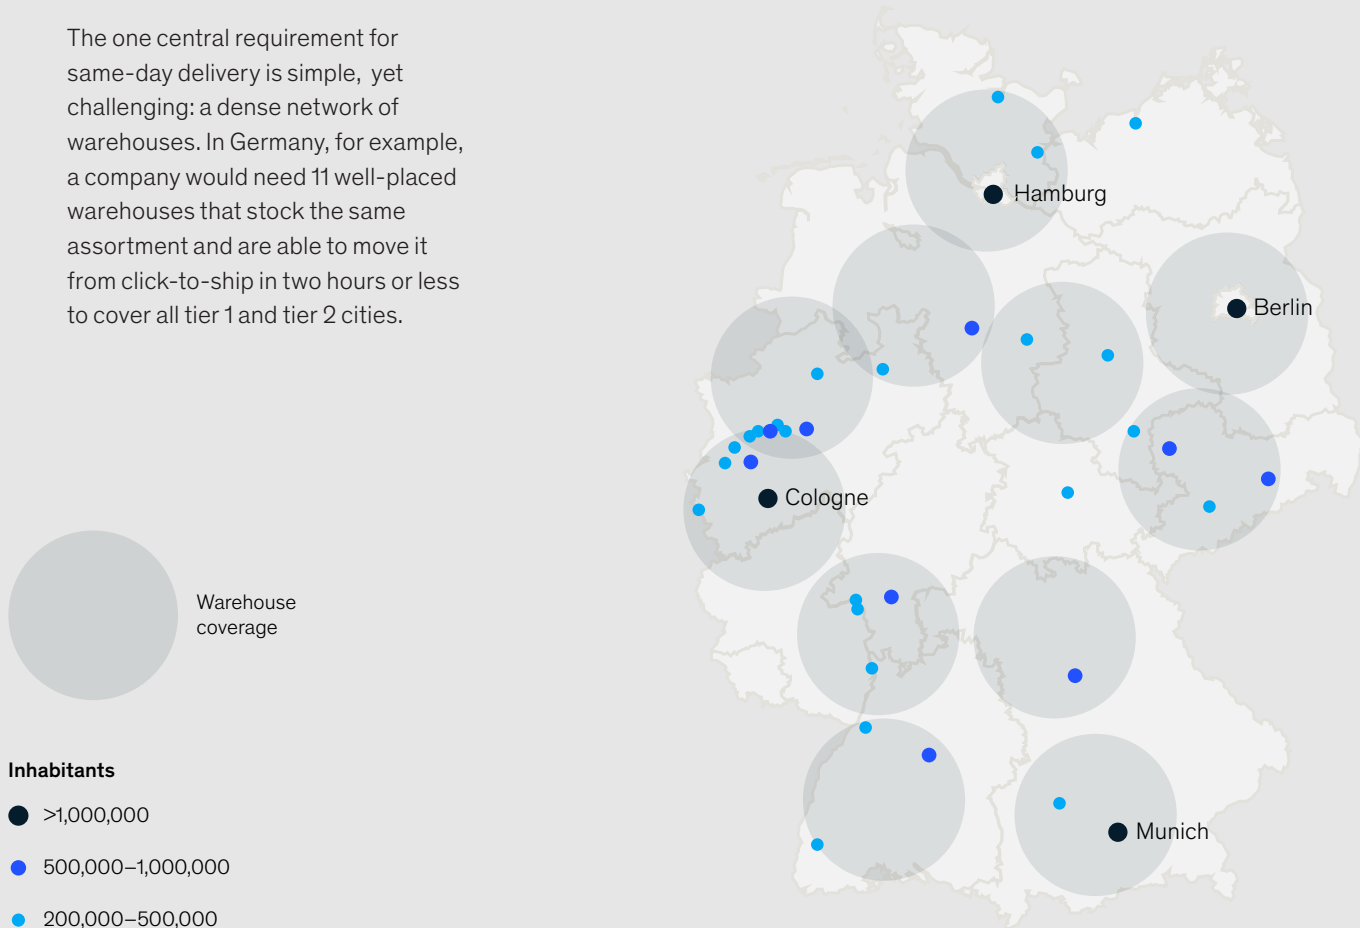 The one central requirement for
same-day delivery is simple, yet
challenging: a dense network of
warehouses. In Germany, for example,
a company would need 11 well-placed
warehouses that stock the same
assortment and are able to move it
from click-to-ship in two hours or less
to cover all tier 1 and tier 2 cities.
Hamburg
Berlin
Cologne
Munich
Warehouse
coverage
Inhabitants
>1,000,000
500,000–1,000,000
200,000–500,000